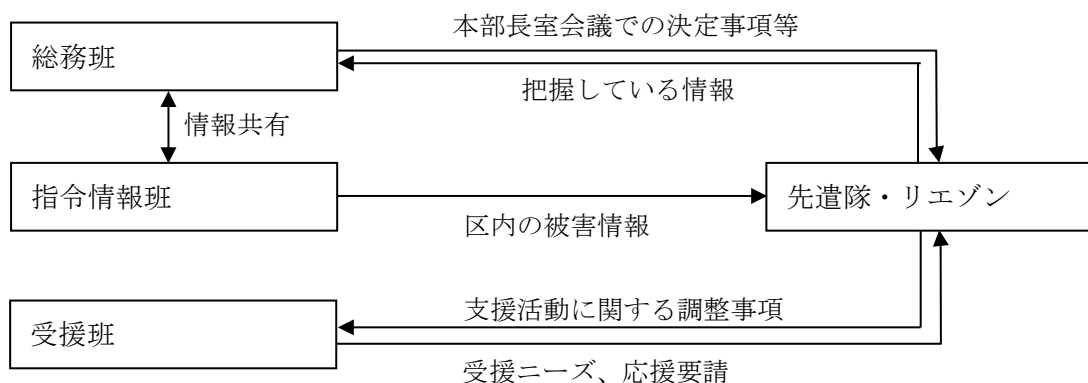 本部長室会議での決定事項等
総務班
把握している情報
情報共有
指令情報班
先遣隊・リエゾン
区内の被害情報
支援活動に関する調整事項
受援班
受援ニーズ、応援要請